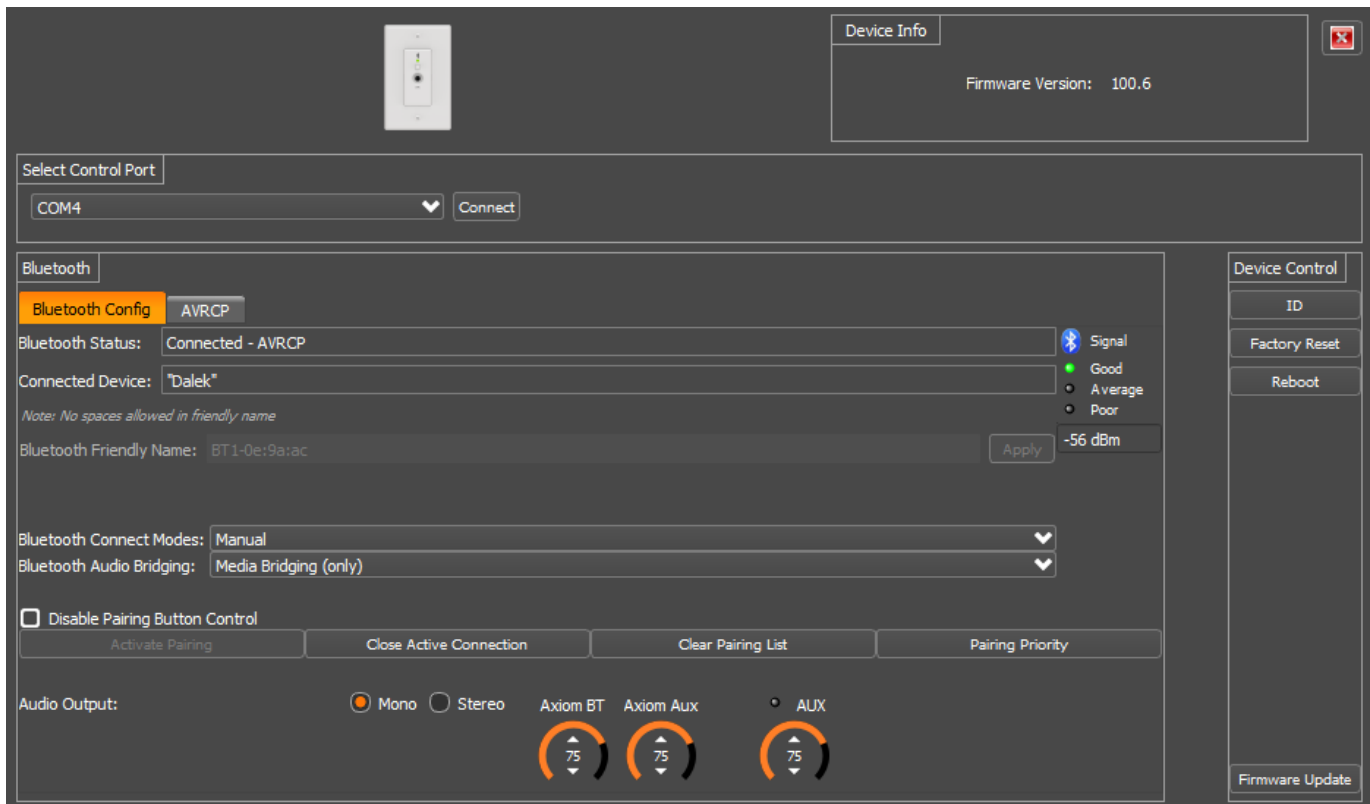 Device Info
Firmware Version: 100.6
Select Control Port
COM4
Connect
Bluetooth
Bluetooth Config
AVRCP
Bluetooth Status: Connected - AVRCP
Connected Device: "Dalek"
Note: No spaces allowed in friendly name
Bluetooth Friendly Name: BT1-0e:9a:ac
Apply
Signal
Good
Average
Poor
-56 dBm
Bluetooth Connect Modes: Manual
Bluetooth Audio Bridging: Media Bridging (only)
Disable Pairing Button Control
Activate Pairing
Close Active Connection
Clear Pairing List
Pairing Priority
Audio Output:
Mono
Stereo
Axiom BT
Axiom Aux
AUX
75
75
75
Device Control
ID
Factory Reset
Reboot
Firmware Update